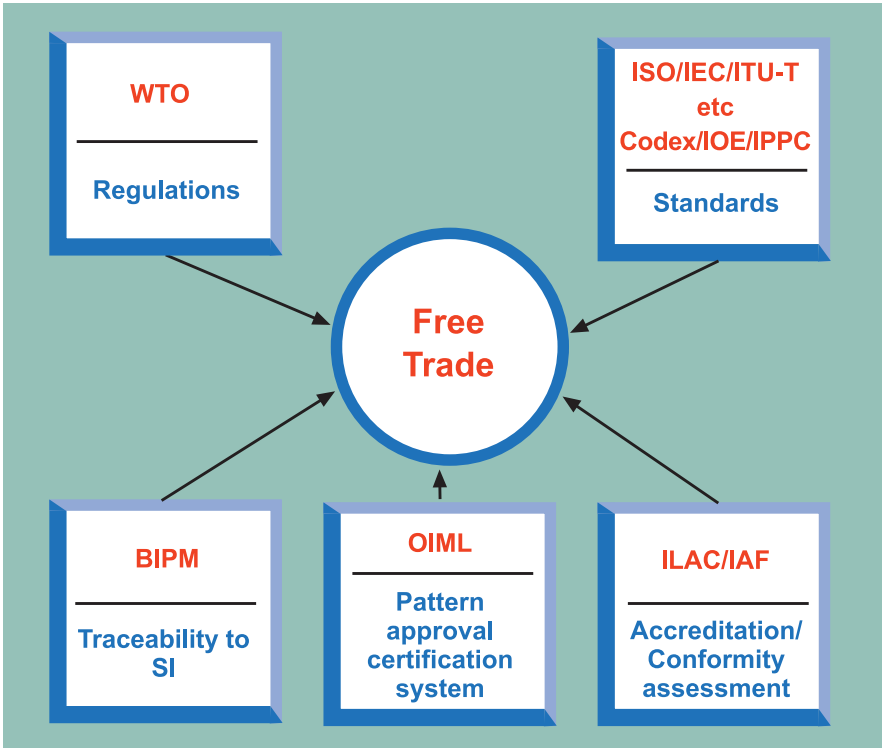 WTO
Regulations
ISO/IEC/ITU-T
etc
Codex/IOE/IPPC
Standards
Free
Trade
BIPM
Traceability to
SI
OIML
Pattern
approval
certification
system
ILAC/IAF
Accreditation/
Conformity
assessment